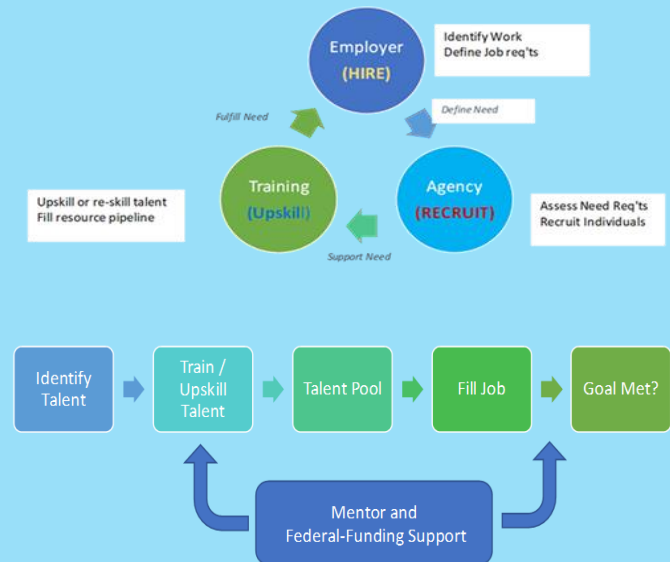 Employer
(HIRE)
Identify Work
Define Job req'ts
Fulfill Need
Define Need
Training
(Upskill)
Agency
(RECRUIT)
Upskill or re-skill talent
Fill resource pipeline
Assess Need Req'ts
Recruit Individuals
Support Need
Identify
Talent
Train /
Upskill
Talent
Talent Pool
Fill Job
Goal Met?
Mentor and
Federal-Funding Support